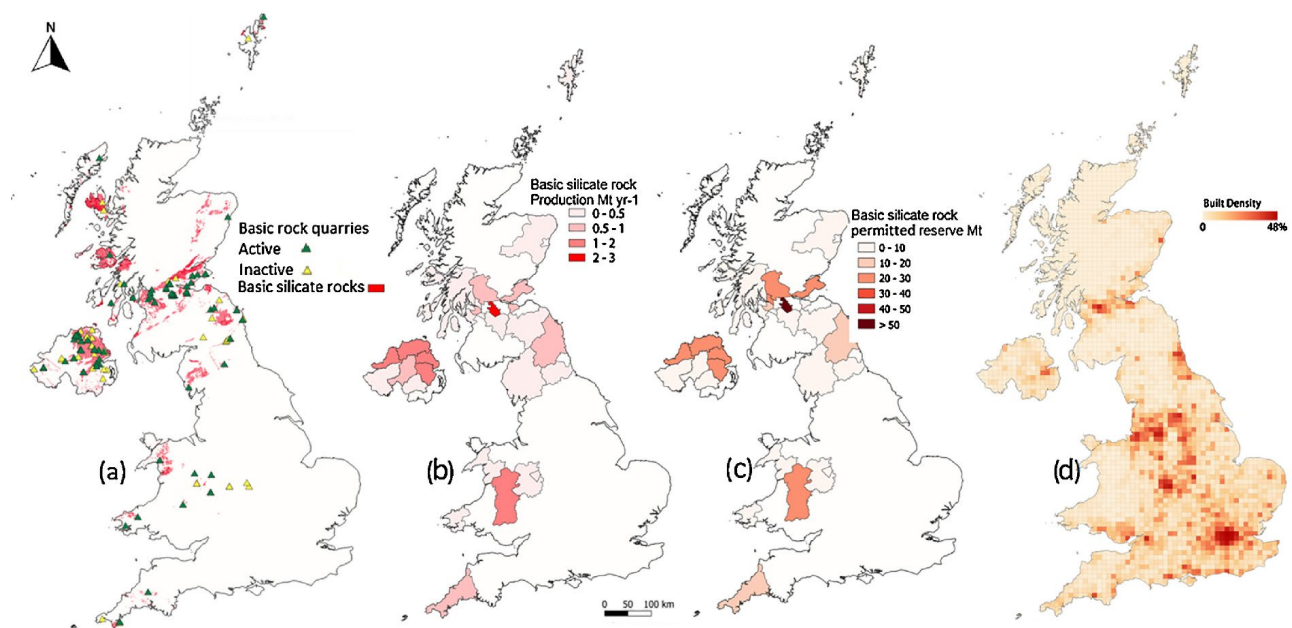 N
Basic rock quarries
Active
Inactive
Basic silicate rocks
(a)
Basic silicate rock
Production Mt yr-1
0 - 0.5
0.5 - 1
1 - 2
2 - 3
(b)
0 50 100 km
Basic silicate rock
permitted reserve Mt
0 - 10
10 - 20
20 - 30
30 - 40
40 - 50
> 50
(c)
Built Density
0 48%
(d)